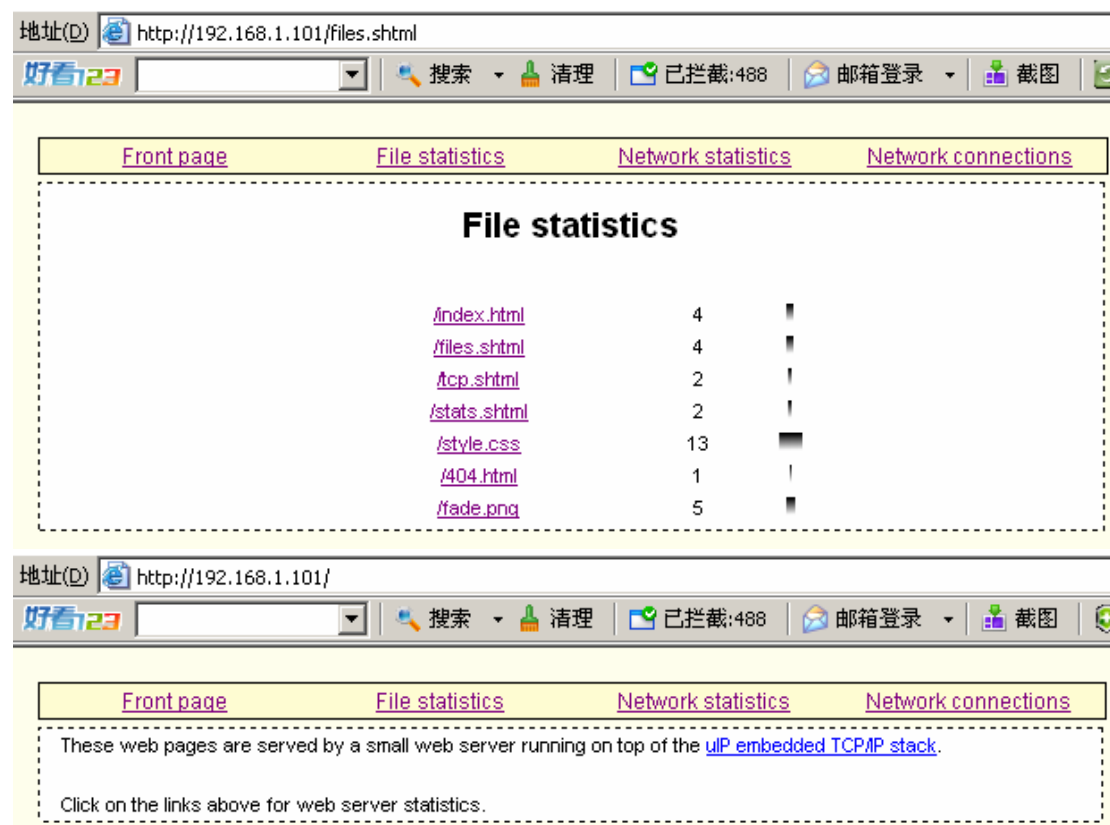 地址(D) http://192.168.1.101/files.shtml
好看123 搜索 清理 已拦截:488 邮箱登录 截图
Front page File statistics Network statistics Network connections
File statistics
/index.html 4
/files.shtml 4
/tcp.shtml 2
/stats.shtml 2
/style.css 13
/404.html 1
/fade.png 5
地址(D) http://192.168.1.101/
好看123 搜索 清理 已拦截:488 邮箱登录 截图
Front page File statistics Network statistics Network connections
These web pages are served by a small web server running on top of the uIP embedded TCP/IP stack.
Click on the links above for web server statistics.